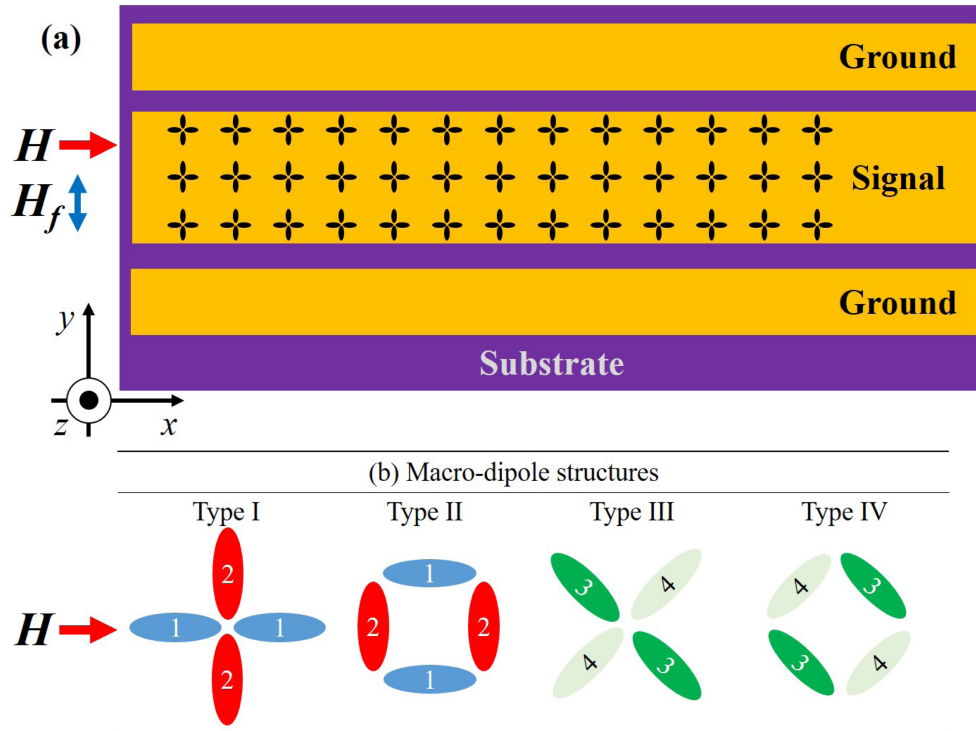 (a)
Ground
H
Signal
H_f
Ground
y
Substrate
z
x
(b) Macro-dipole structures
Type I
Type II
Type III
Type IV
2
1
3
4
4
3
H
1
1
2
2
2
4
3
3
4
1